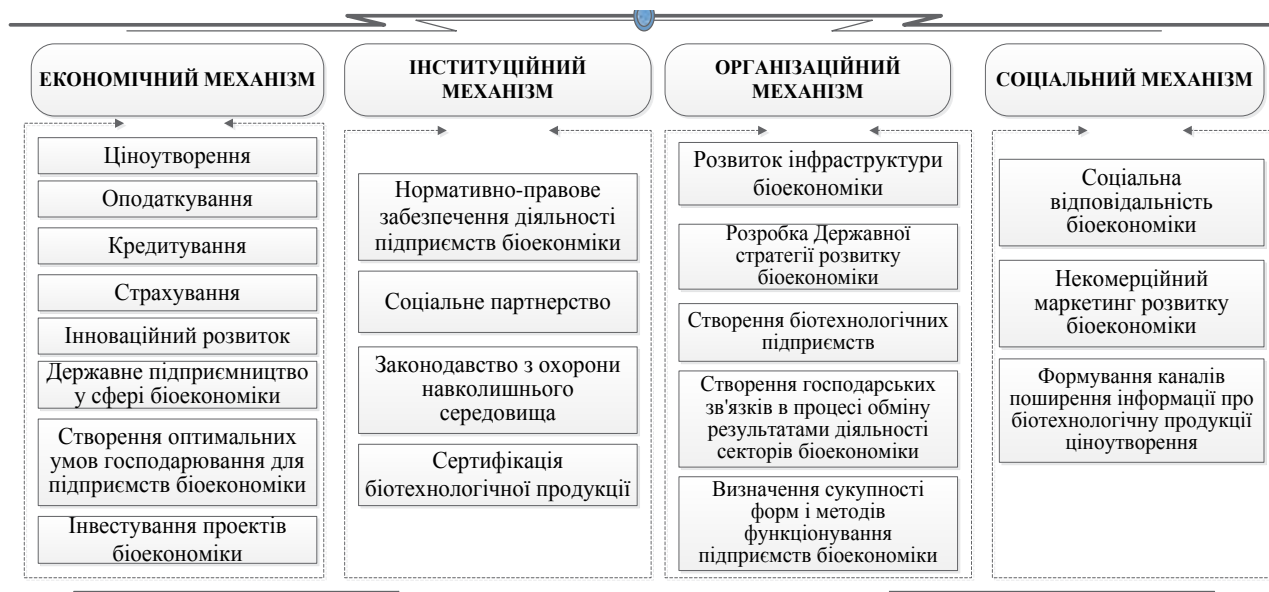 ЕКОНОМІЧНИЙ МЕХАНІЗМ
Ціноутворення
Оподаткування
Кредитування
Страхування
Інноваційний розвиток
Державне підприємництво
у сфері біоекономіки
Створення оптимальних
умов господарювання для
підприємств біоекономіки
Інвестування проектів
біоекономіки
ІНСТИТУЦІЙНИЙ
МЕХАНІЗМ
Нормативно-правове
забезпечення діяльності
підприємств біоеконміки
Соціальне партнерство
Законодавство з охорони
навколишнього
середовища
Сертифікація
біотехнологічної продукції
ОРГАНІЗАЦІЙНИЙ
МЕХАНІЗМ
Розвиток інфраструктури
біоекономіки
Розробка Державної
стратегії розвитку
біоекономіки
Створення біотехнологічних
підприємств
Створення господарських
зв'язків в процесі обміну
результатами діяльності
секторів біоекономіки
Визначення сукупності
форм і методів
функціонування
підприємств біоекономіки
СОЦІАЛЬНИЙ МЕХАНІЗМ
Соціальна
відповідальність
біоекономіки
Некомерційний
маркетинг розвитку
біоекономіки
Формування каналів
поширення інформації про
біотехнологічну продукції
ціноутворення